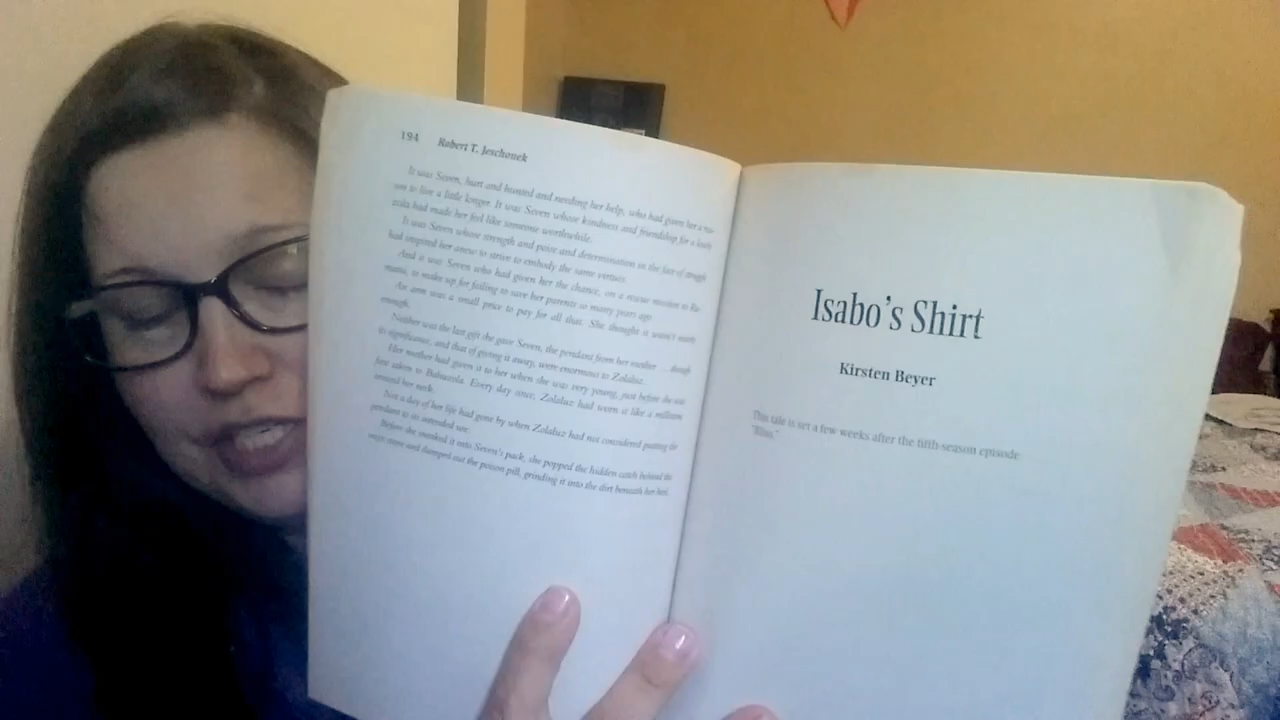 194 Robert T. Jeschonek
It was Seven, hurt and hunted and needing her help, who had given her a rea-
son to live a little longer. It was Seven whose kindness and friendship for a lonely
zola had made her feel like someone worthwhile.
It was Seven whose strength and poise and determination in the face of struggle
had inspired her anew to strive to embody the same virtues.
And it was Seven who had given her the chance, on a rescue mission to Ra-
matis, to make up for failing to save her parents so many years ago
An arm was a small price to pay for all that. She thought it wasn't nearly
enough.
Neither was the last gift she gave Seven, the pendant from her mother . . . though
its significance, and that of giving it away, were enormous to Zolaluz.
Her mother had given it to her when she was very young, just before she was
first taken to Every day since, Zolaluz had worn it like a millstone
around her neck.
Not a day of her life had gone by when Zolaluz had not considered putting the
pendant to its intended use.
Before she sneaked it into Seven's pack, she popped the hidden catch behind the
onyx stone and dumped out the poison pill, grinding it into the dirt beneath her heel.
Isabo's Shirt
Kirsten Beyer
This tale is set a few weeks after the fifth-season episode
"Bliss."